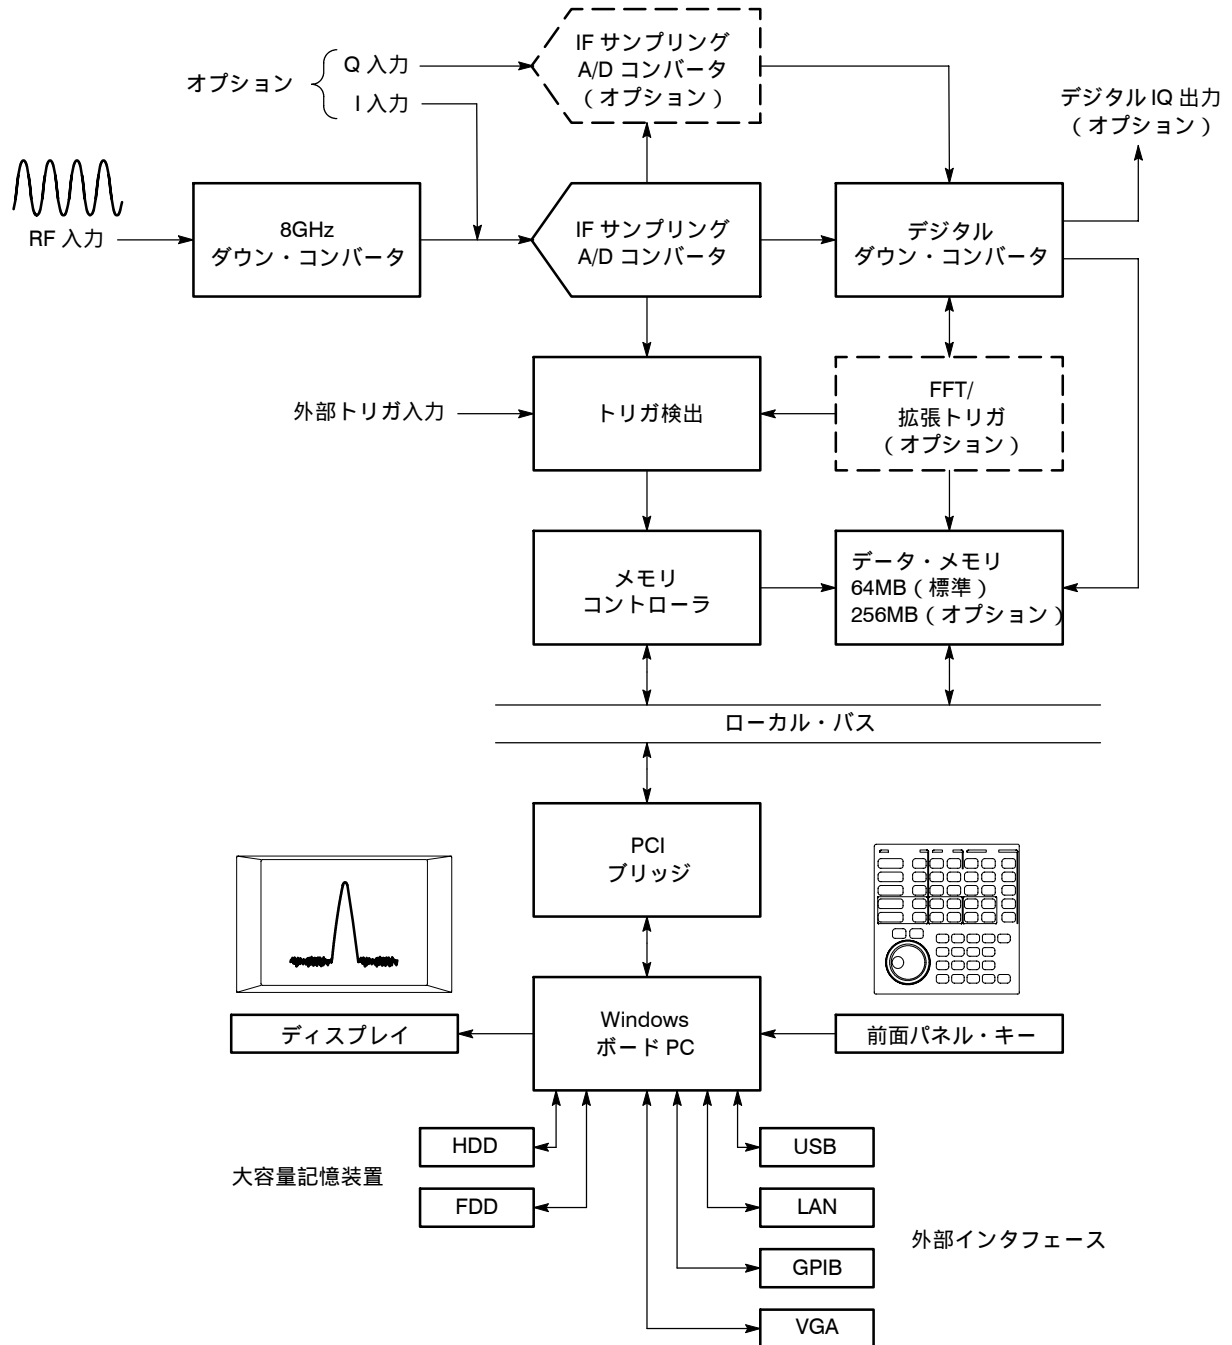 IF サンプリング
A/D コンバータ
（オプション）
オプション
Q 入力
I 入力
デジタル IQ 出力
（オプション）
RF 入力
8GHz
ダウン・コンバータ
IF サンプリング
A/D コンバータ
デジタル
ダウン・コンバータ
外部トリガ入力
トリガ検出
FFT/
拡張トリガ
（オプション）
メモリ
コントローラ
データ・メモリ
64MB（標準）
256MB（オプション）
ローカル・バス
PCI
ブリッジ
ディスプレイ
Windows
ボード PC
前面パネル・キー
大容量記憶装置
HDD
FDD
USB
LAN
GPIB
VGA
外部インタフェース